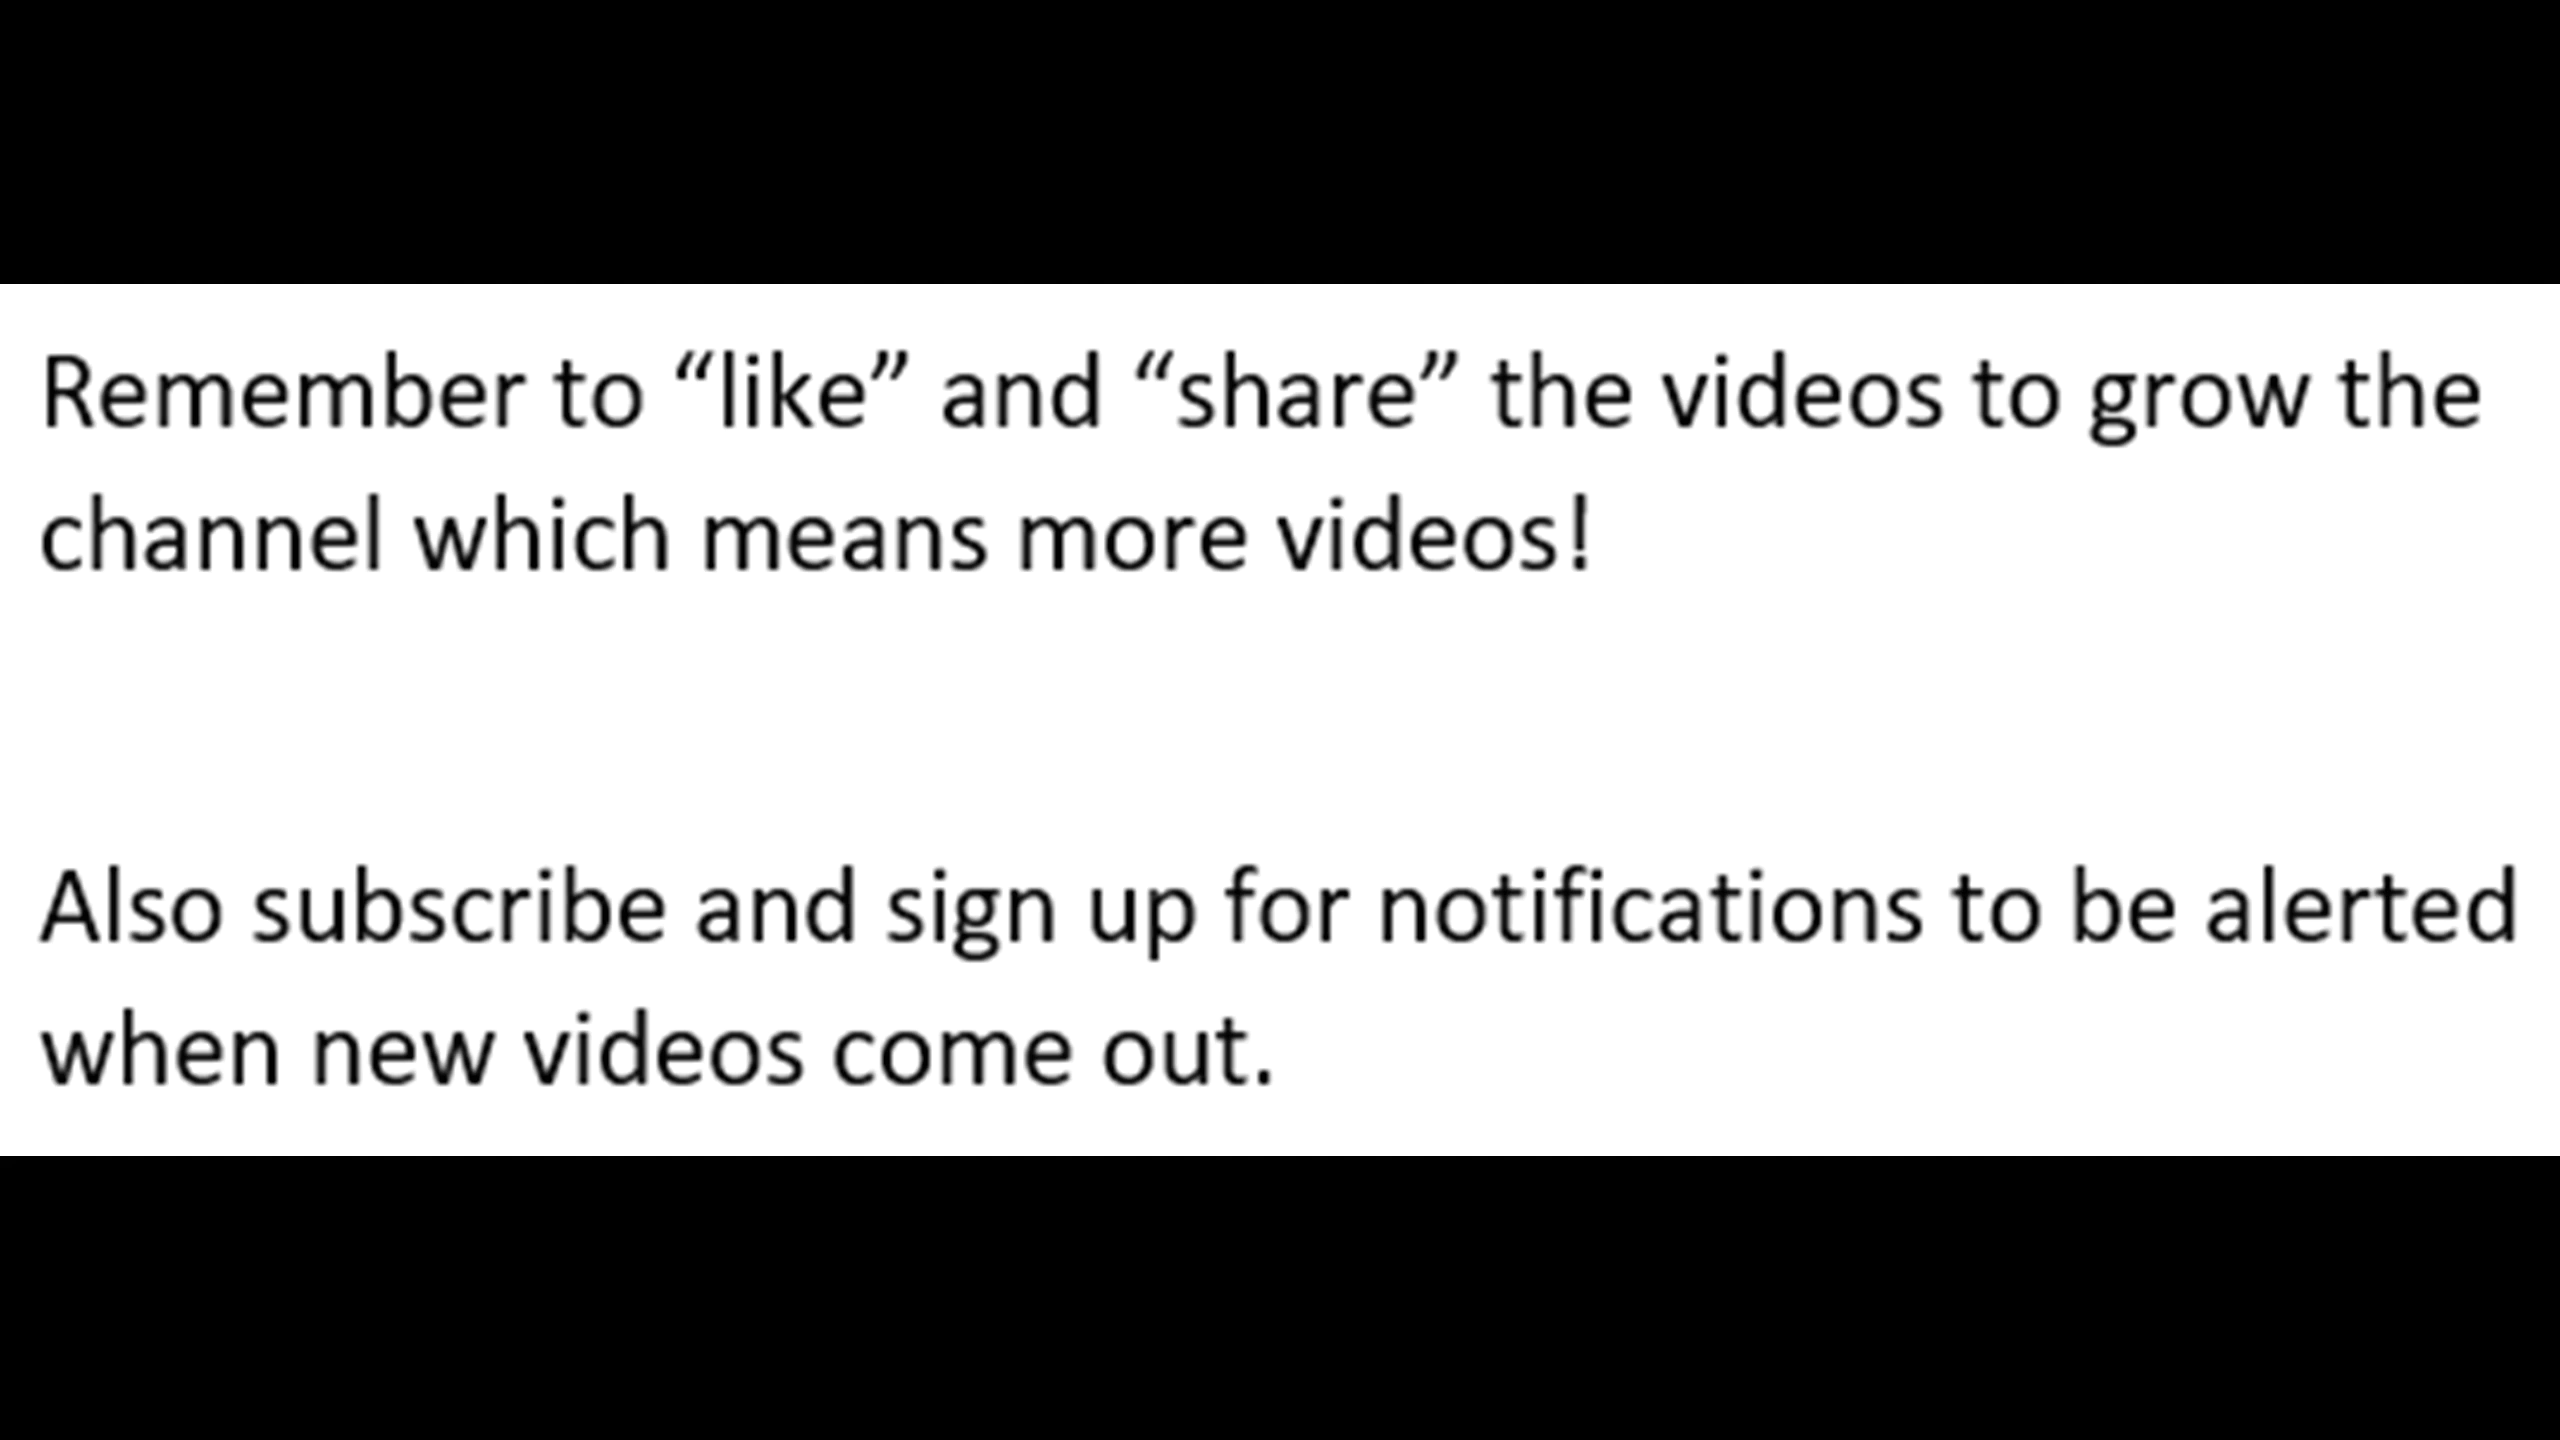 Remember to “like” and “share” the videos to grow the
channel which means more videos!
Also subscribe and sign up for notifications to be alerted
when new videos come out.